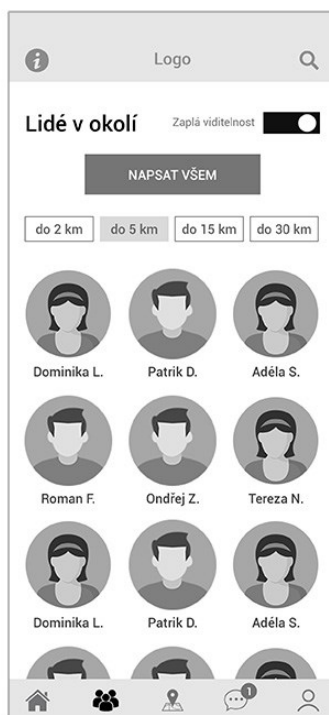 i
Logo
Lidé v okolí
Zaplá viditelnost
NAPSAT VŠEM
do 2 km
do 5 km
do 15 km
do 30 km
Dominika L.
Patrik D.
Adéla S.
Roman F.
Ondřej Z.
Tereza N.
Dominika L.
Patrik D.
Adéla S.
1